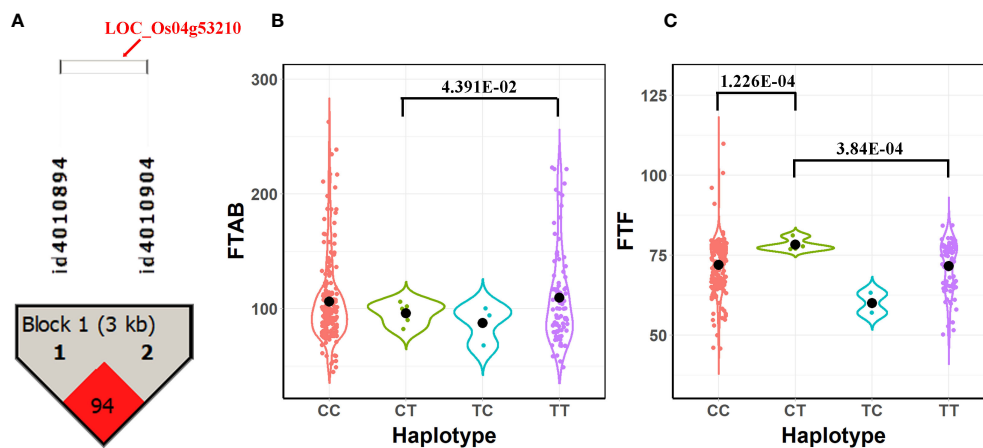 A
LOC_Os04g53210
id4010894
id4010904
Block 1 (3 kb)
1 2
94
B
FTAB
300
200
100
4.391E-02
CC CT TC TT
Haplotype
C
FTF
125
100
75
50
1.226E-04
3.84E-04
CC CT TC TT
Haplotype